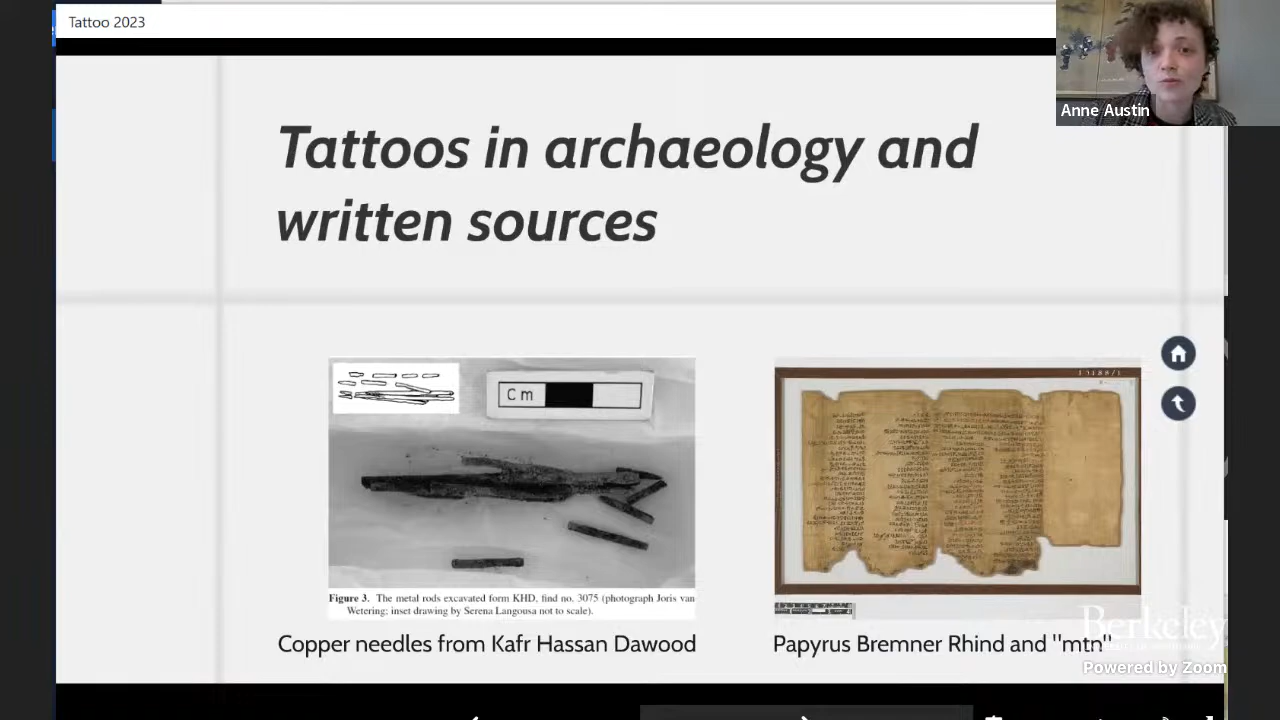 Tattoo 2023
Anne Austin
Tattoos in archaeology and
written sources
Cm
Figure 3. The metal rods excavated form KHD, find no. 3075 (photograph Joris van
Wetering; inset drawing by Serena Langousa not to scale).
Copper needles from Kafr Hassan Dawood
Papyrus Bremner Rhind and "mtn"
Berkeley
Powered by Zoom